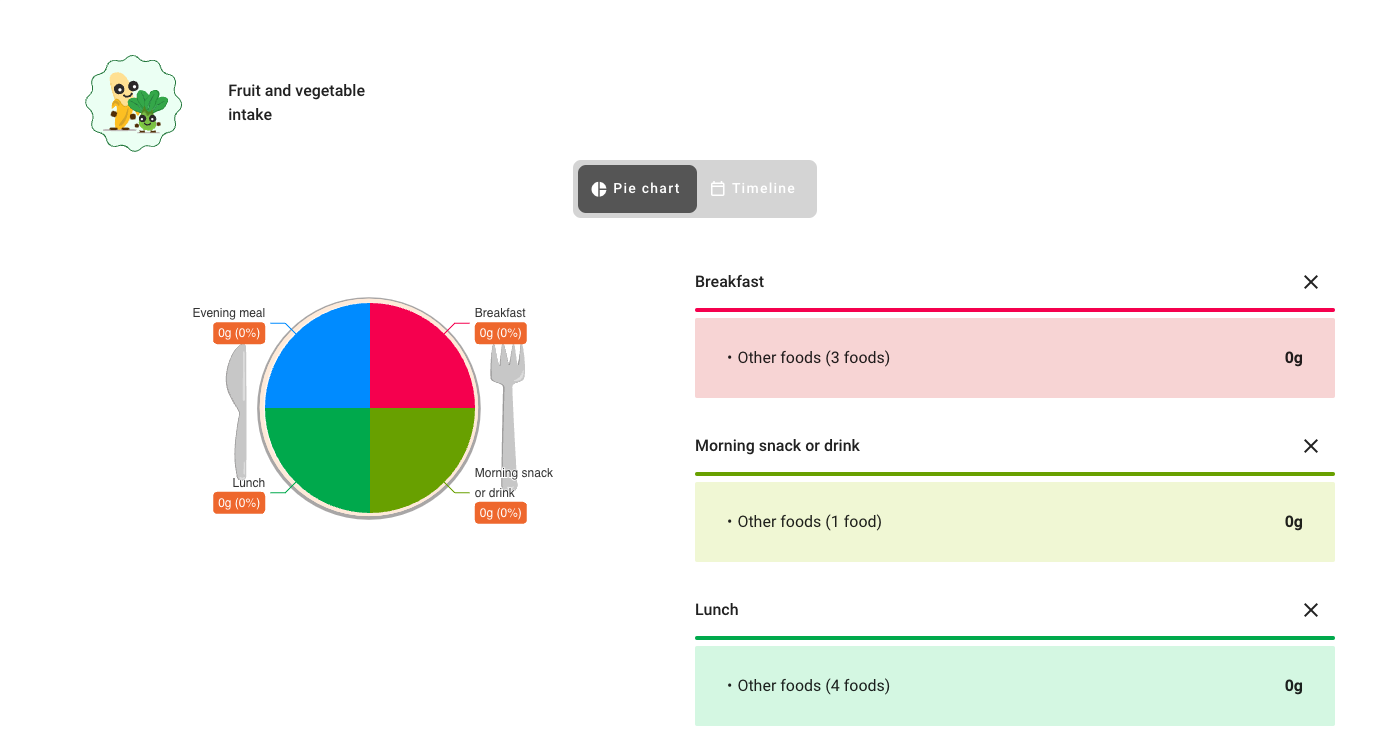 Fruit and vegetable
intake
Pie chart
Timeline
Evening meal
0g (0%)
Breakfast
0g (0%)
Lunch
0g (0%)
Morning snack
or drink
0g (0%)
Breakfast
• Other foods (3 foods) 0g
Morning snack or drink
• Other foods (1 food) 0g
Lunch
• Other foods (4 foods) 0g